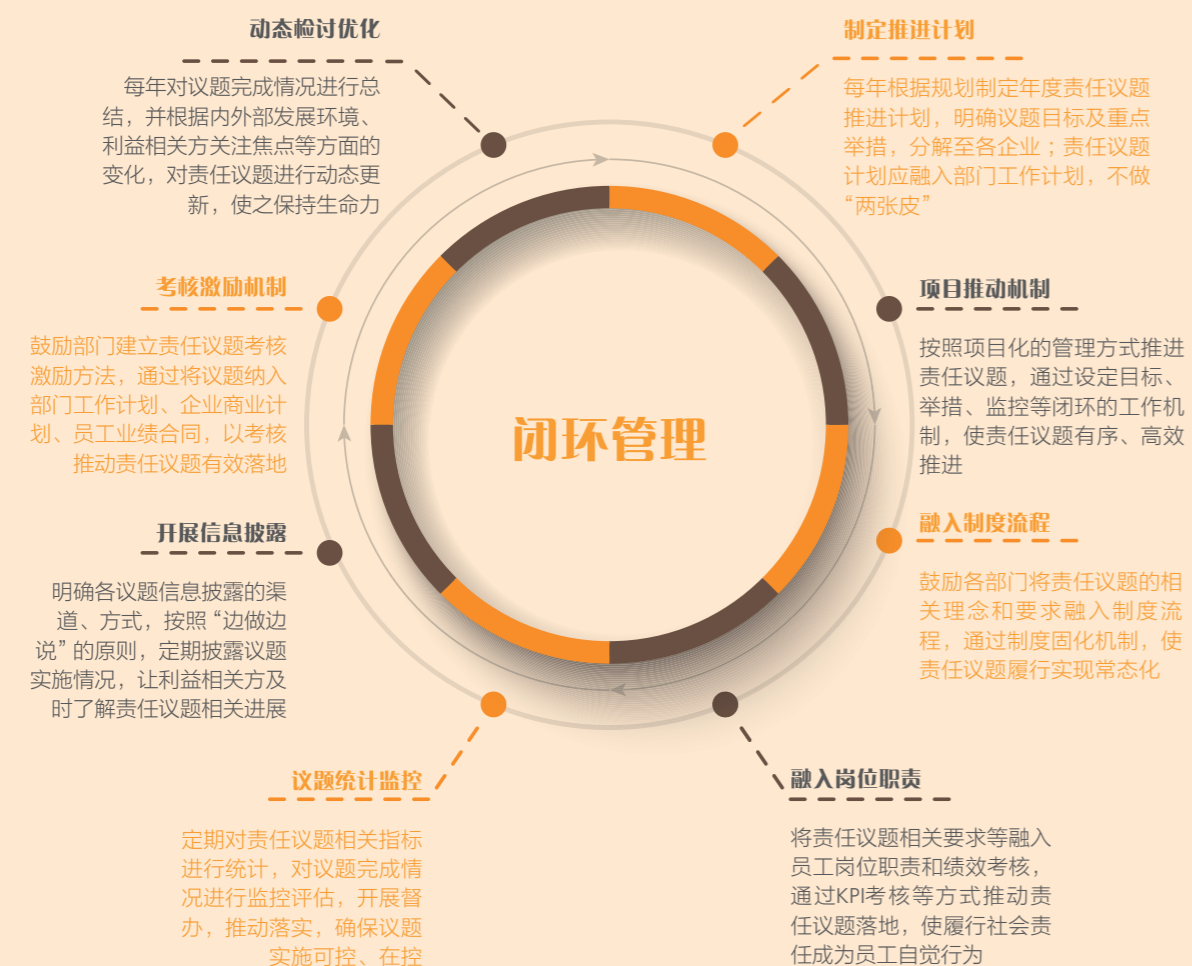 动态检讨优化
每年对议题完成情况进行总
结，并根据内外部发展环境、
利益相关方关注焦点等方面的
变化，对责任议题进行动态更
新，使之保持生命力
制定推进计划
每年根据规划制定年度责任议题
推进计划，明确议题目标及重点
举措，分解至各企业；责任议题
计划应融入部门工作计划，不做
“两张皮”
考核激励机制
鼓励部门建立责任议题考核
激励方法，通过将议题纳入
部门工作计划、企业商业计
划、员工业绩合同，以考核
推动责任议题有效落地
项目推动机制
按照项目化的管理方式推进
责任议题，通过设定目标、
举措、监控等闭环的工作机
制，使责任议题有序、高效
推进
闭环管理
开展信息披露
明确各议题信息披露的渠
道、方式，按照“边做边
说”的原则，定期披露议题
实施情况，让利益相关方及
时了解责任议题相关进展
融入制度流程
鼓励各部门将责任议题的相
关理念和要求融入制度流
程，通过制度固化机制，使
责任议题履行实现常态化
议题统计监控
定期对责任议题相关指标
进行统计，对议题完成情
况进行监控评估，开展督
办，推动落实，确保议题
实施可控、在控
融入岗位职责
将责任议题相关要求等融入
员工岗位职责和绩效考核，
通过KPI考核等方式推动责
任议题落地，使履行社会责
任成为员工自觉行为